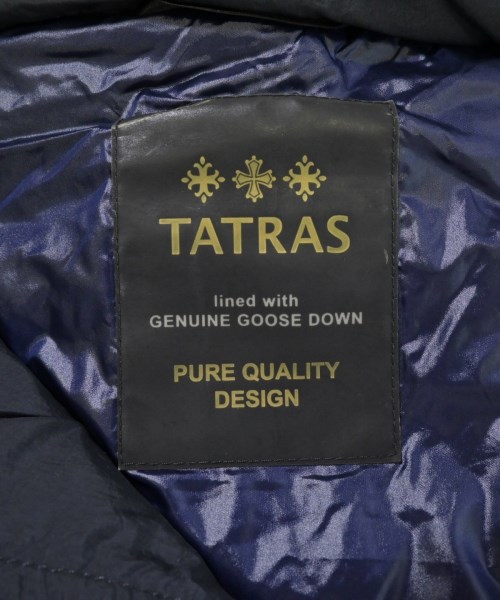 TATRAS
lined with
GENUINE GOOSE DOWN
PURE QUALITY
DESIGN